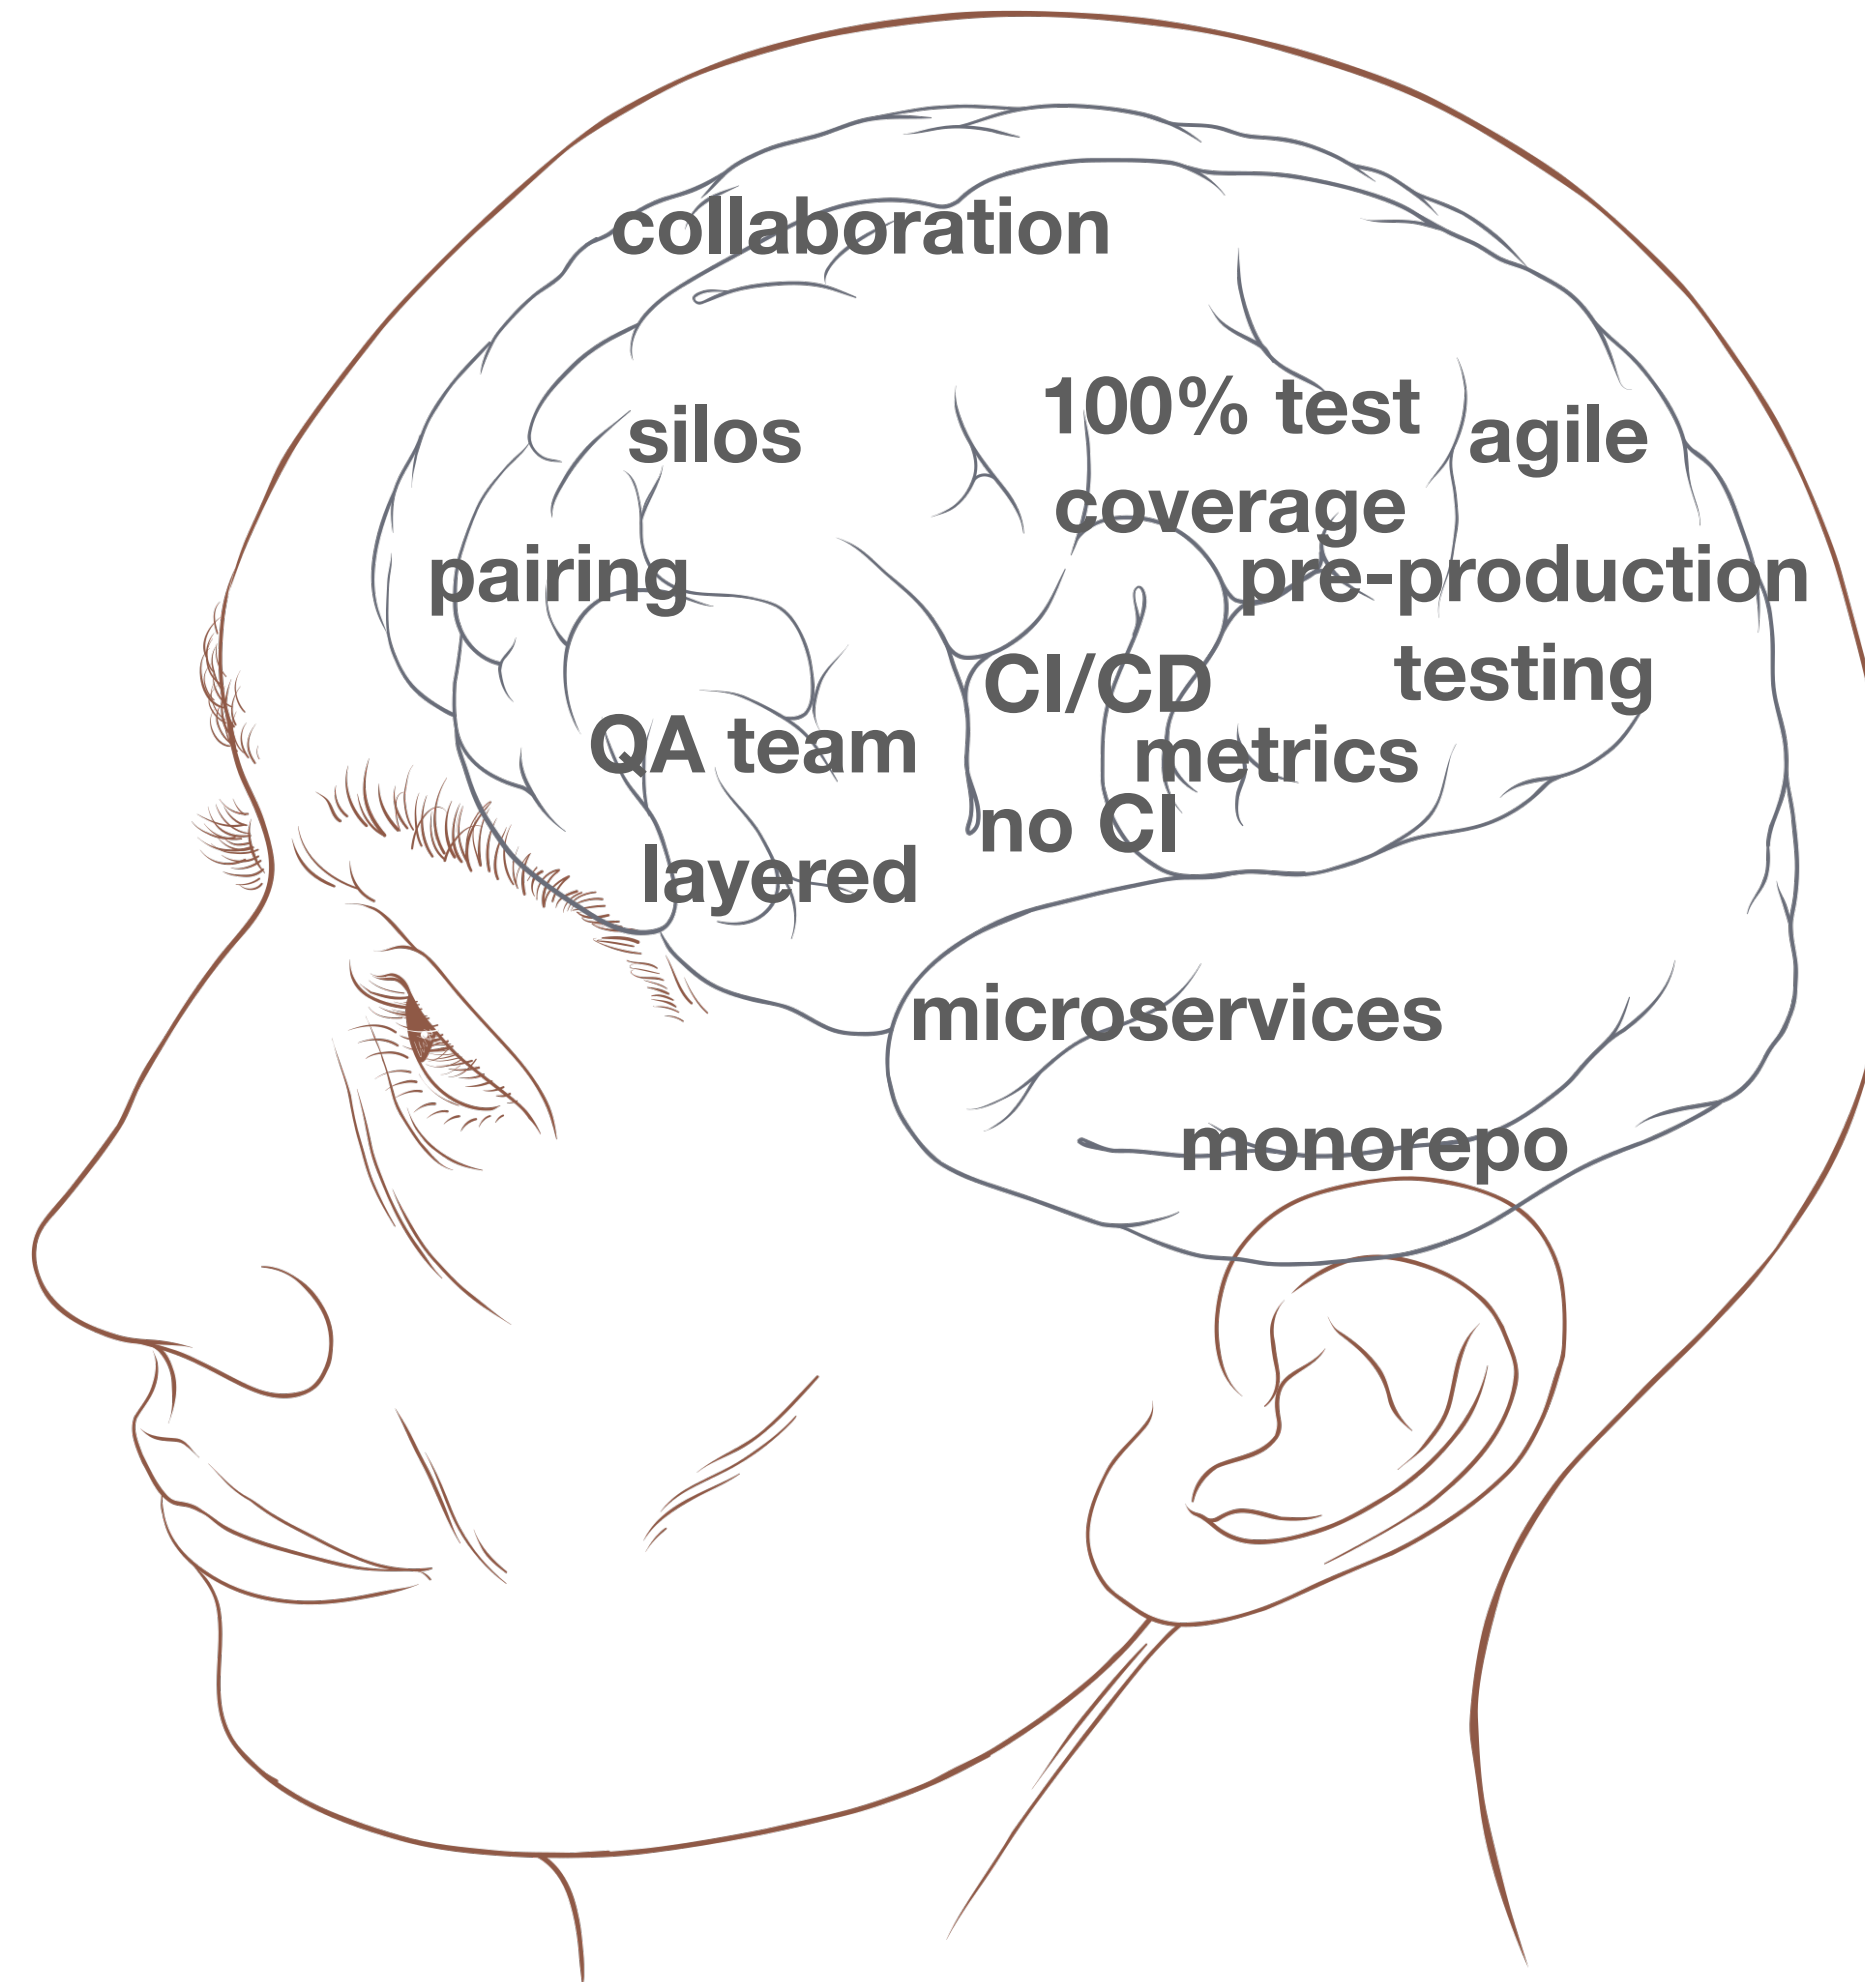 collaboration
silos
100% test
coverage
agile
pairing
pre-production
testing
CI/CD
QA team
metrics
no CI
layered
microservices
monorepo